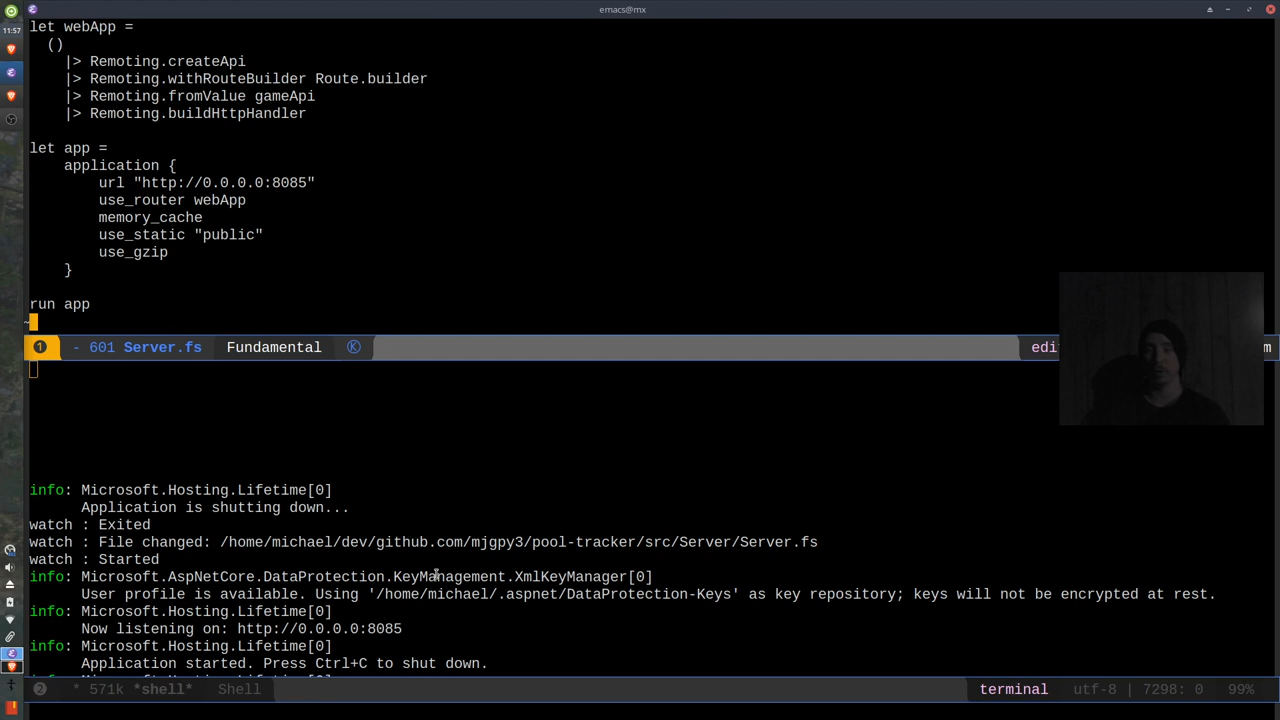 emacs@mx
11:57
let webApp =
()
|> Remoting.createApi
|> Remoting.withRouteBuilder Route.builder
|> Remoting.fromValue gameApi
|> Remoting.buildHttpHandler
let app =
application {
url "http://0.0.0.0:8085"
use_router webApp
memory_cache
use_static "public"
use_gzip
}
run app
~
1 - 601 Server.fs Fundamental K
info: Microsoft.Hosting.Lifetime[0]
Application is shutting down...
watch : Exited
watch : File changed: /home/michael/dev/github.com/mjgpy3/pool-tracker/src/Server/Server.fs
watch : Started
info: Microsoft.AspNetCore.DataProtection.KeyManagement.XmlKeyManager[0]
User profile is available. Using '/home/michael/.aspnet/DataProtection-Keys' as key repository; keys will not be encrypted at rest.
info: Microsoft.Hosting.Lifetime[0]
Now listening on: http://0.0.0.0:8085
info: Microsoft.Hosting.Lifetime[0]
Application started. Press Ctrl+C to shut down.
2 * 571k *shell* Shell terminal utf-8 | 7298: 0 99%